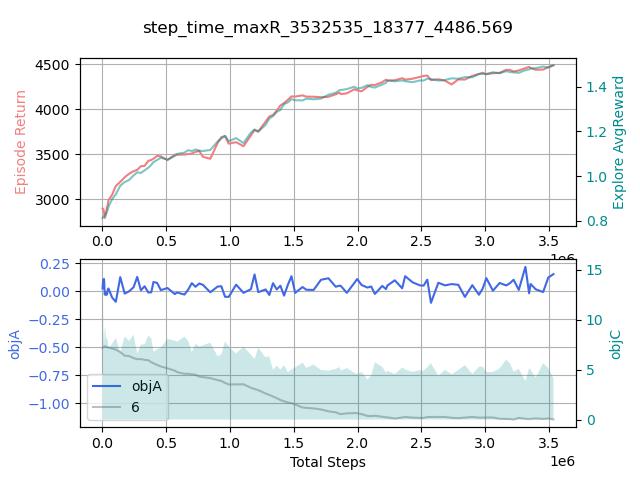 step_time_maxR_3532535_18377_4486.569
4500
4000
3500
3000
Episode Return
1.4
1.2
1.0
0.8
Explore AvgReward
0.0 0.5 1.0 1.5 2.0 2.5 3.0 3.5
1e6
0.25
0.00
−0.25
−0.50
−0.75
−1.00
objA
15
10
5
0
objC
objA
6
0.0 0.5 1.0 1.5 2.0 2.5 3.0 3.5
Total Steps
1e6